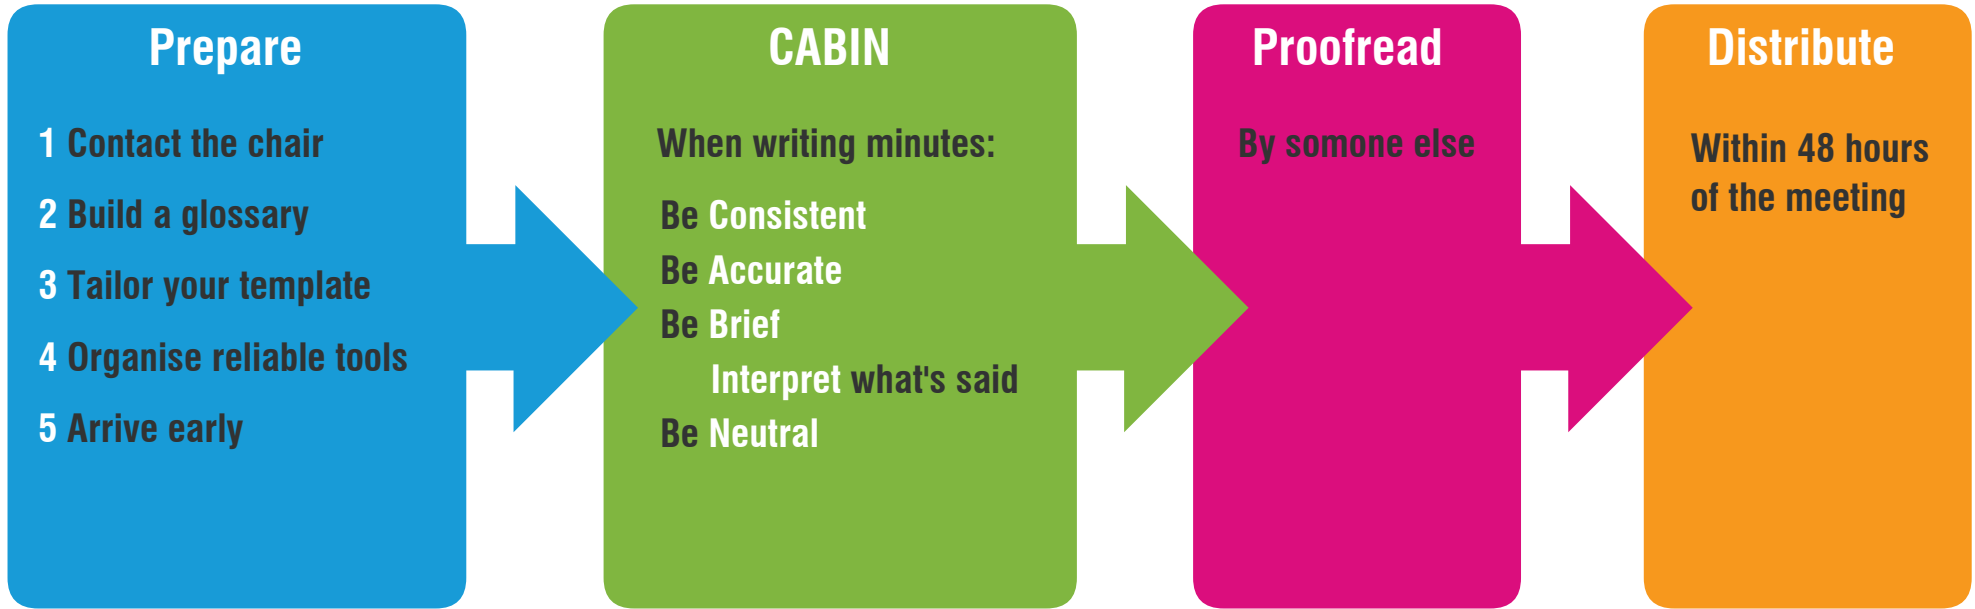 Prepare
1 Contact the chair
2 Build a glossary
3 Tailor your template
4 Organise reliable tools
5 Arrive early
CABIN
When writing minutes:
Be Consistent
Be Accurate
Be Brief
Interpret what's said
Be Neutral
Proofread
By somone else
Distribute
Within 48 hours
of the meeting